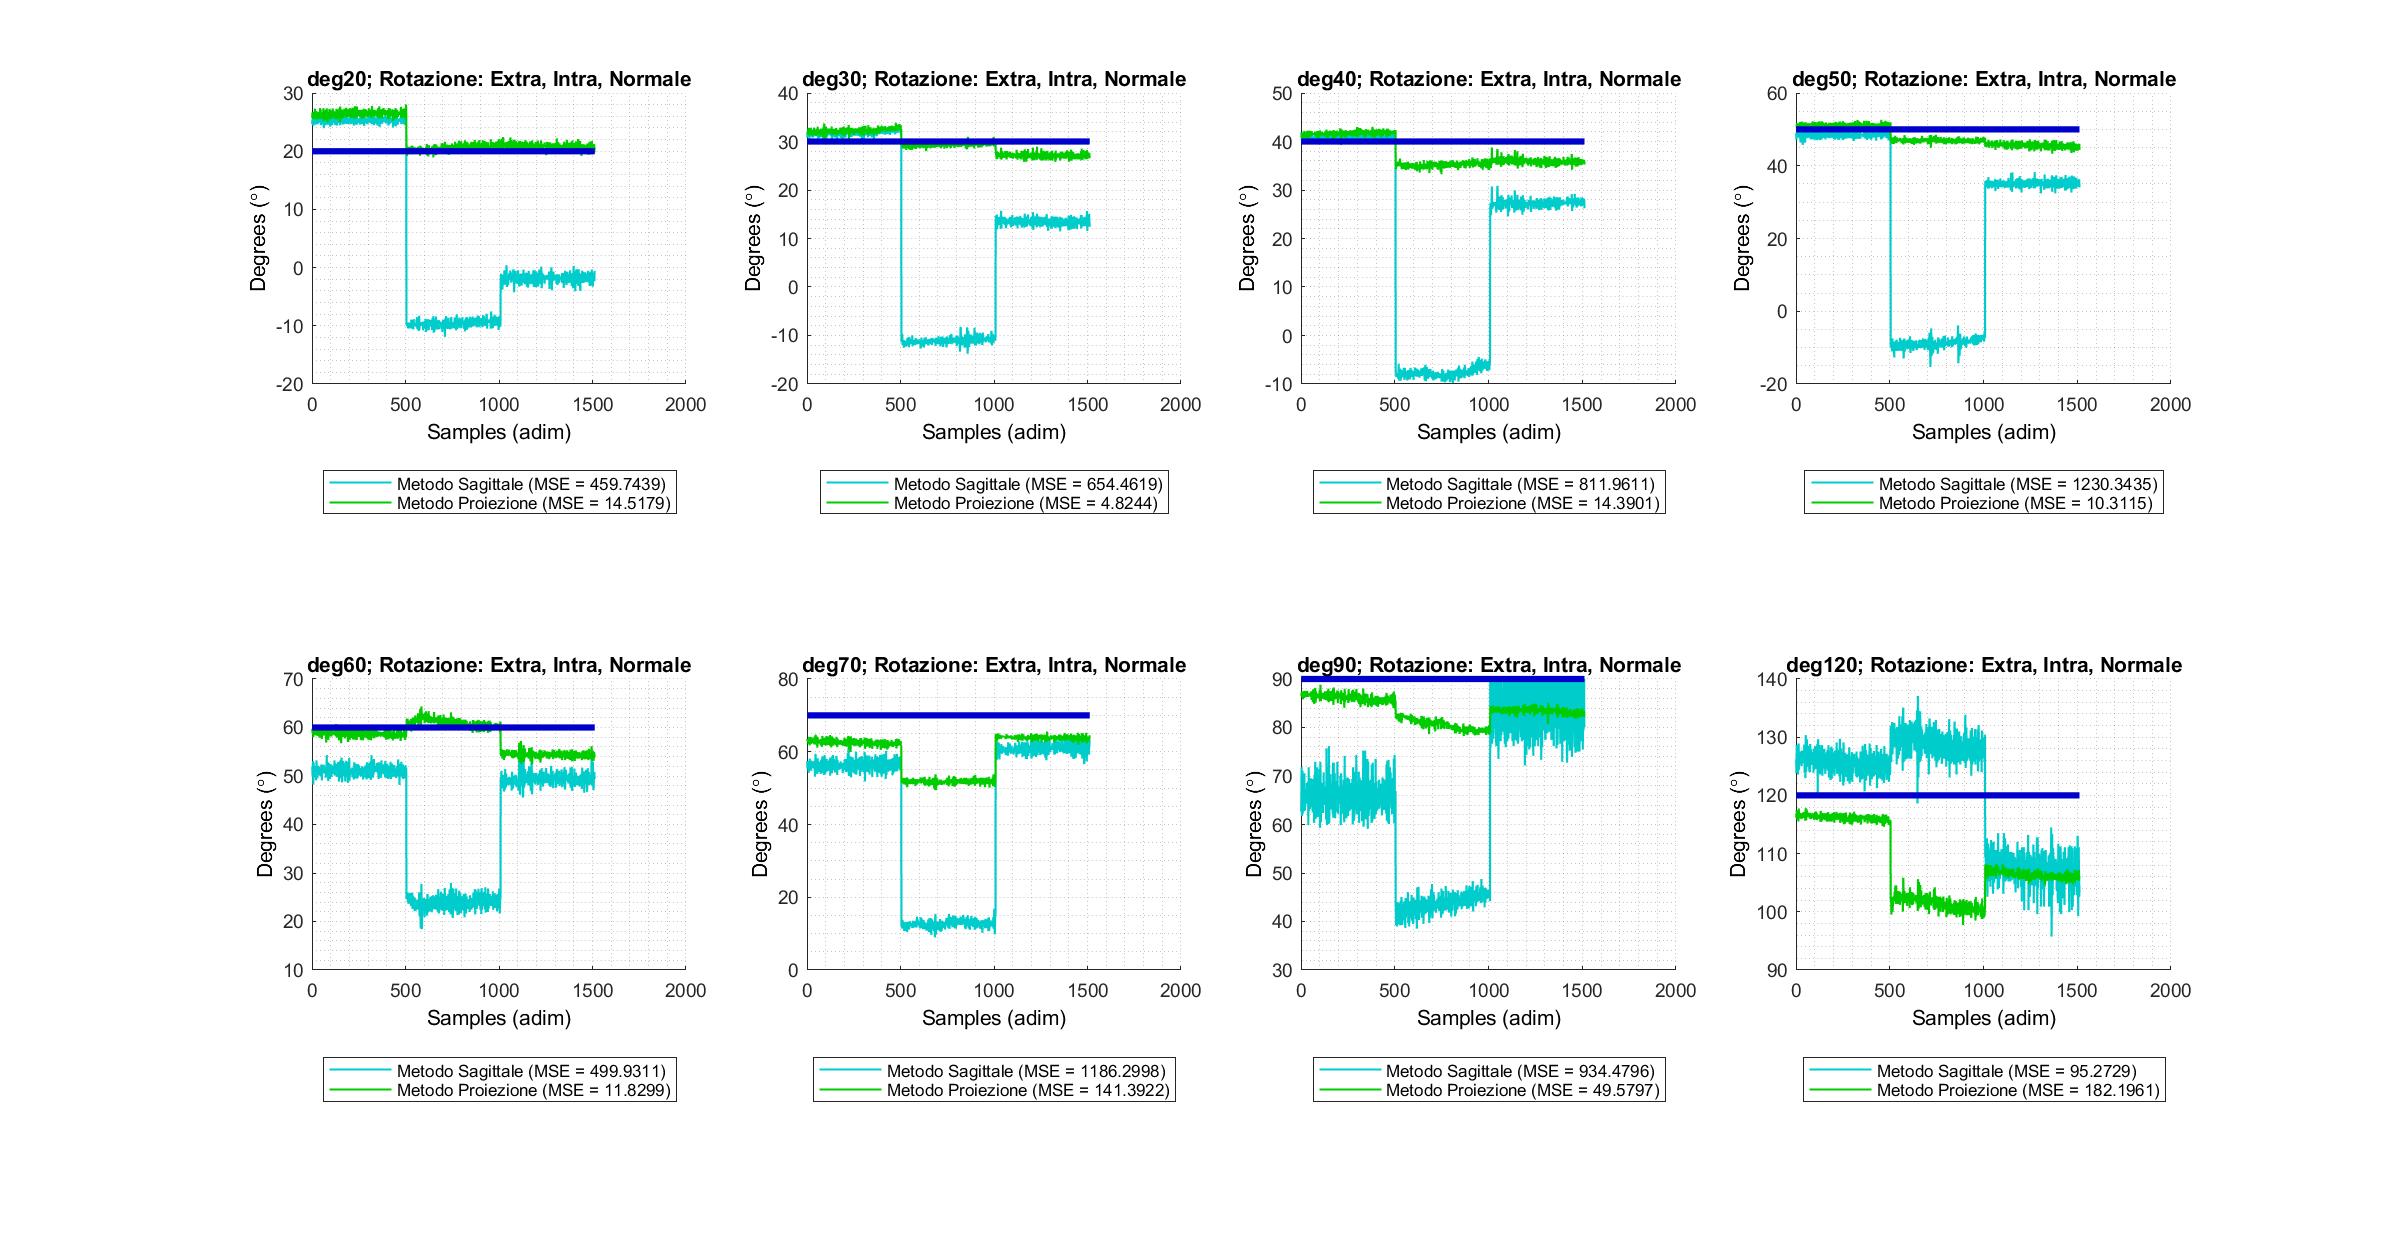 deg20; Rotazione: Extra, Intra, Normale
30
20
10
0
-10
-20
Degrees (°)
0 500 1000 1500 2000
Samples (adim)
Metodo Sagittale (MSE = 459.7439)
Metodo Proiezione (MSE = 14.5179)
deg30; Rotazione: Extra, Intra, Normale
40
30
20
10
0
-10
-20
Degrees (°)
0 500 1000 1500 2000
Samples (adim)
Metodo Sagittale (MSE = 654.4619)
Metodo Proiezione (MSE = 4.8244)
deg40; Rotazione: Extra, Intra, Normale
50
40
30
20
10
0
-10
Degrees (°)
0 500 1000 1500 2000
Samples (adim)
Metodo Sagittale (MSE = 811.9611)
Metodo Proiezione (MSE = 14.3901)
deg50; Rotazione: Extra, Intra, Normale
60
40
20
0
-20
Degrees (°)
0 500 1000 1500 2000
Samples (adim)
Metodo Sagittale (MSE = 1230.3435)
Metodo Proiezione (MSE = 10.3115)
deg60; Rotazione: Extra, Intra, Normale
70
60
50
40
30
20
10
Degrees (°)
0 500 1000 1500 2000
Samples (adim)
Metodo Sagittale (MSE = 499.9311)
Metodo Proiezione (MSE = 11.8299)
deg70; Rotazione: Extra, Intra, Normale
80
60
40
20
0
Degrees (°)
0 500 1000 1500 2000
Samples (adim)
Metodo Sagittale (MSE = 1186.2998)
Metodo Proiezione (MSE = 141.3922)
deg90; Rotazione: Extra, Intra, Normale
90
80
70
60
50
40
30
Degrees (°)
0 500 1000 1500 2000
Samples (adim)
Metodo Sagittale (MSE = 934.4796)
Metodo Proiezione (MSE = 49.5797)
deg120; Rotazione: Extra, Intra, Normale
140
130
120
110
100
90
Degrees (°)
0 500 1000 1500 2000
Samples (adim)
Metodo Sagittale (MSE = 95.2729)
Metodo Proiezione (MSE = 182.1961)